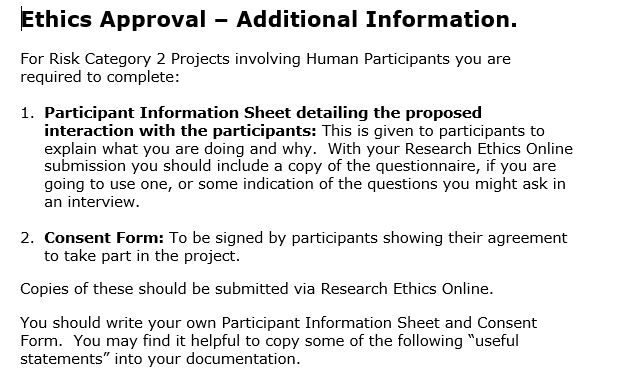 Ethics Approval – Additional Information.
For Risk Category 2 Projects involving Human Participants you are
required to complete:
1. Participant Information Sheet detailing the proposed
interaction with the participants: This is given to participants to
explain what you are doing and why.  With your Research Ethics Online
submission you should include a copy of the questionnaire, if you are
going to use one, or some indication of the questions you might ask in
an interview.
2. Consent Form: To be signed by participants showing their agreement
to take part in the project.
Copies of these should be submitted via Research Ethics Online.
You should write your own Participant Information Sheet and Consent
Form.  You may find it helpful to copy some of the following “useful
statements” into your documentation.